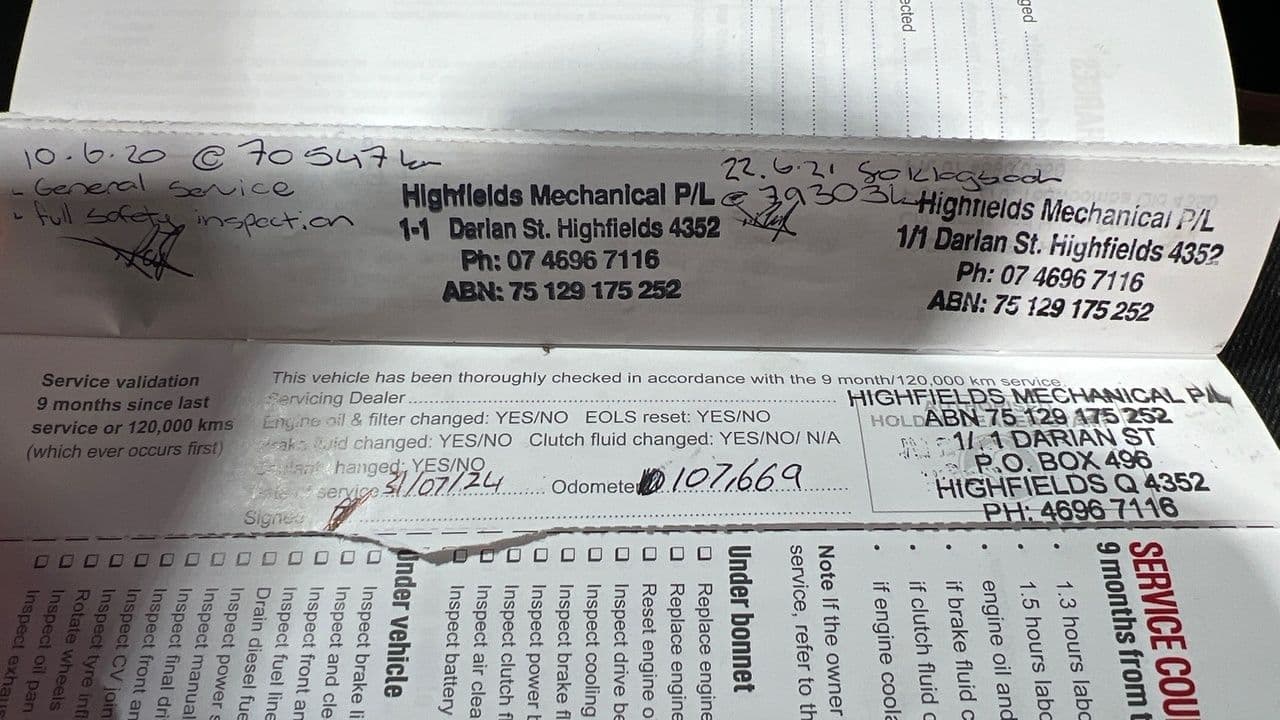 ected
ged
10.6.20 @ 70547km
- General service
- full safety inspection
Highfields Mechanical P/L
1-1 Darlan St. Highfields 4352
Ph: 07 4696 7116
ABN: 75 129 175 252
22.6.21
@ 79303k
Highfields Mechanical P/L
1/1 Darlan St. Highfields 4352
Ph: 07 4696 7116
ABN: 75 129 175 252
Service validation
9 months since last
service or 120,000 kms
(which ever occurs first)
This vehicle has been thoroughly checked in accordance with the 9 month/120,000 km service.
Servicing Dealer
Engine oil & filter changed: YES/NO EOLS reset: YES/NO
fluid changed: YES/NO Clutch fluid changed: YES/NO/ N/A
hanged: YES/NO
service 31/07/24 Odometer 107,669
Signed
HOLD
HIGHFIELDS MECHANICAL P/L
ABN 75 129 175 252
1/ 1 DARIAN ST
P.O. BOX 496
HIGHFIELDS Q 4352
PH: 4696 7116
SERVICE COU
9 months from t
• 1.3 hours labo
• 1.5 hours labo
engine oil and
• if brake fluid c
• if clutch fluid c
• if engine coola
Note If the owner
service, refer to th
Under bonnet
Replace engine
Replace engine
Reset engine o
Inspect drive be
Inspect cooling
Inspect brake fl
Inspect power
Inspect clutch fl
Inspect air clea
Inspect battery
Under vehicle
Inspect brake li
Inspect and cle
Inspect front an
Inspect fuel line
Drain diesel fue
Inspect power s
Inspect manual
Inspect final dri
Inspect front an
Inspect CV join
Inspect tyre infl
Rotate wheels
Inspect oil pan
Inspect exhaus